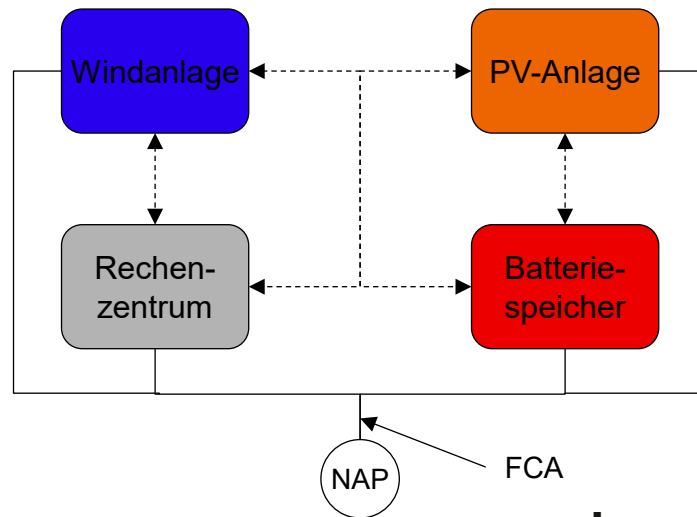 Windanlage
PV-Anlage
Rechen-
zentrum
Batterie-
speicher
FCA
NAP